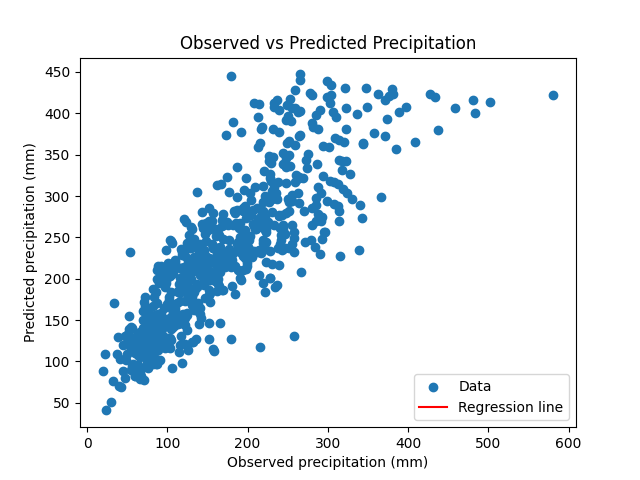 Observed vs Predicted Precipitation
Predicted precipitation (mm)
450
400
350
300
250
200
150
100
50
0 100 200 300 400 500 600
Observed precipitation (mm)
Data
Regression line